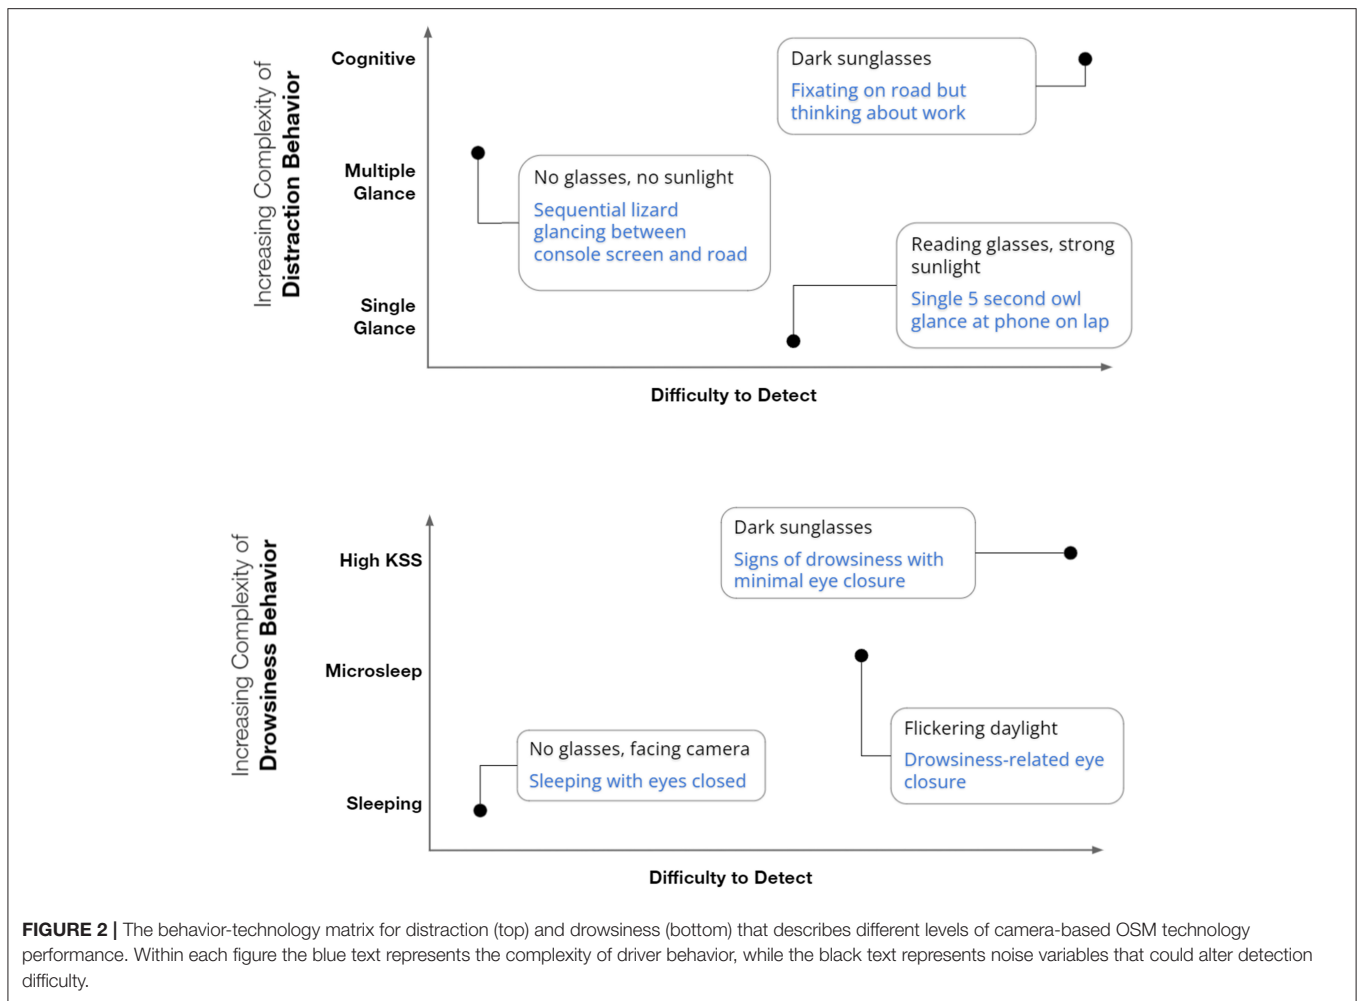 Increasing Complexity of
Distraction Behavior
Cognitive
Multiple
Glance
Single
Glance
Dark sunglasses
Fixating on road but
thinking about work
No glasses, no sunlight
Sequential lizard
glancing between
console screen and road
Reading glasses, strong
sunlight
Single 5 second owl
glance at phone on lap
Difficulty to Detect
Increasing Complexity of
Drowsiness Behavior
High KSS
Microsleep
Sleeping
Dark sunglasses
Signs of drowsiness with
minimal eye closure
No glasses, facing camera
Sleeping with eyes closed
Flickering daylight
Drowsiness-related eye
closure
Difficulty to Detect
FIGURE 2 | The behavior-technology matrix for distraction (top) and drowsiness (bottom) that describes different levels of camera-based OSM technology
performance. Within each figure the blue text represents the complexity of driver behavior, while the black text represents noise variables that could alter detection
difficulty.